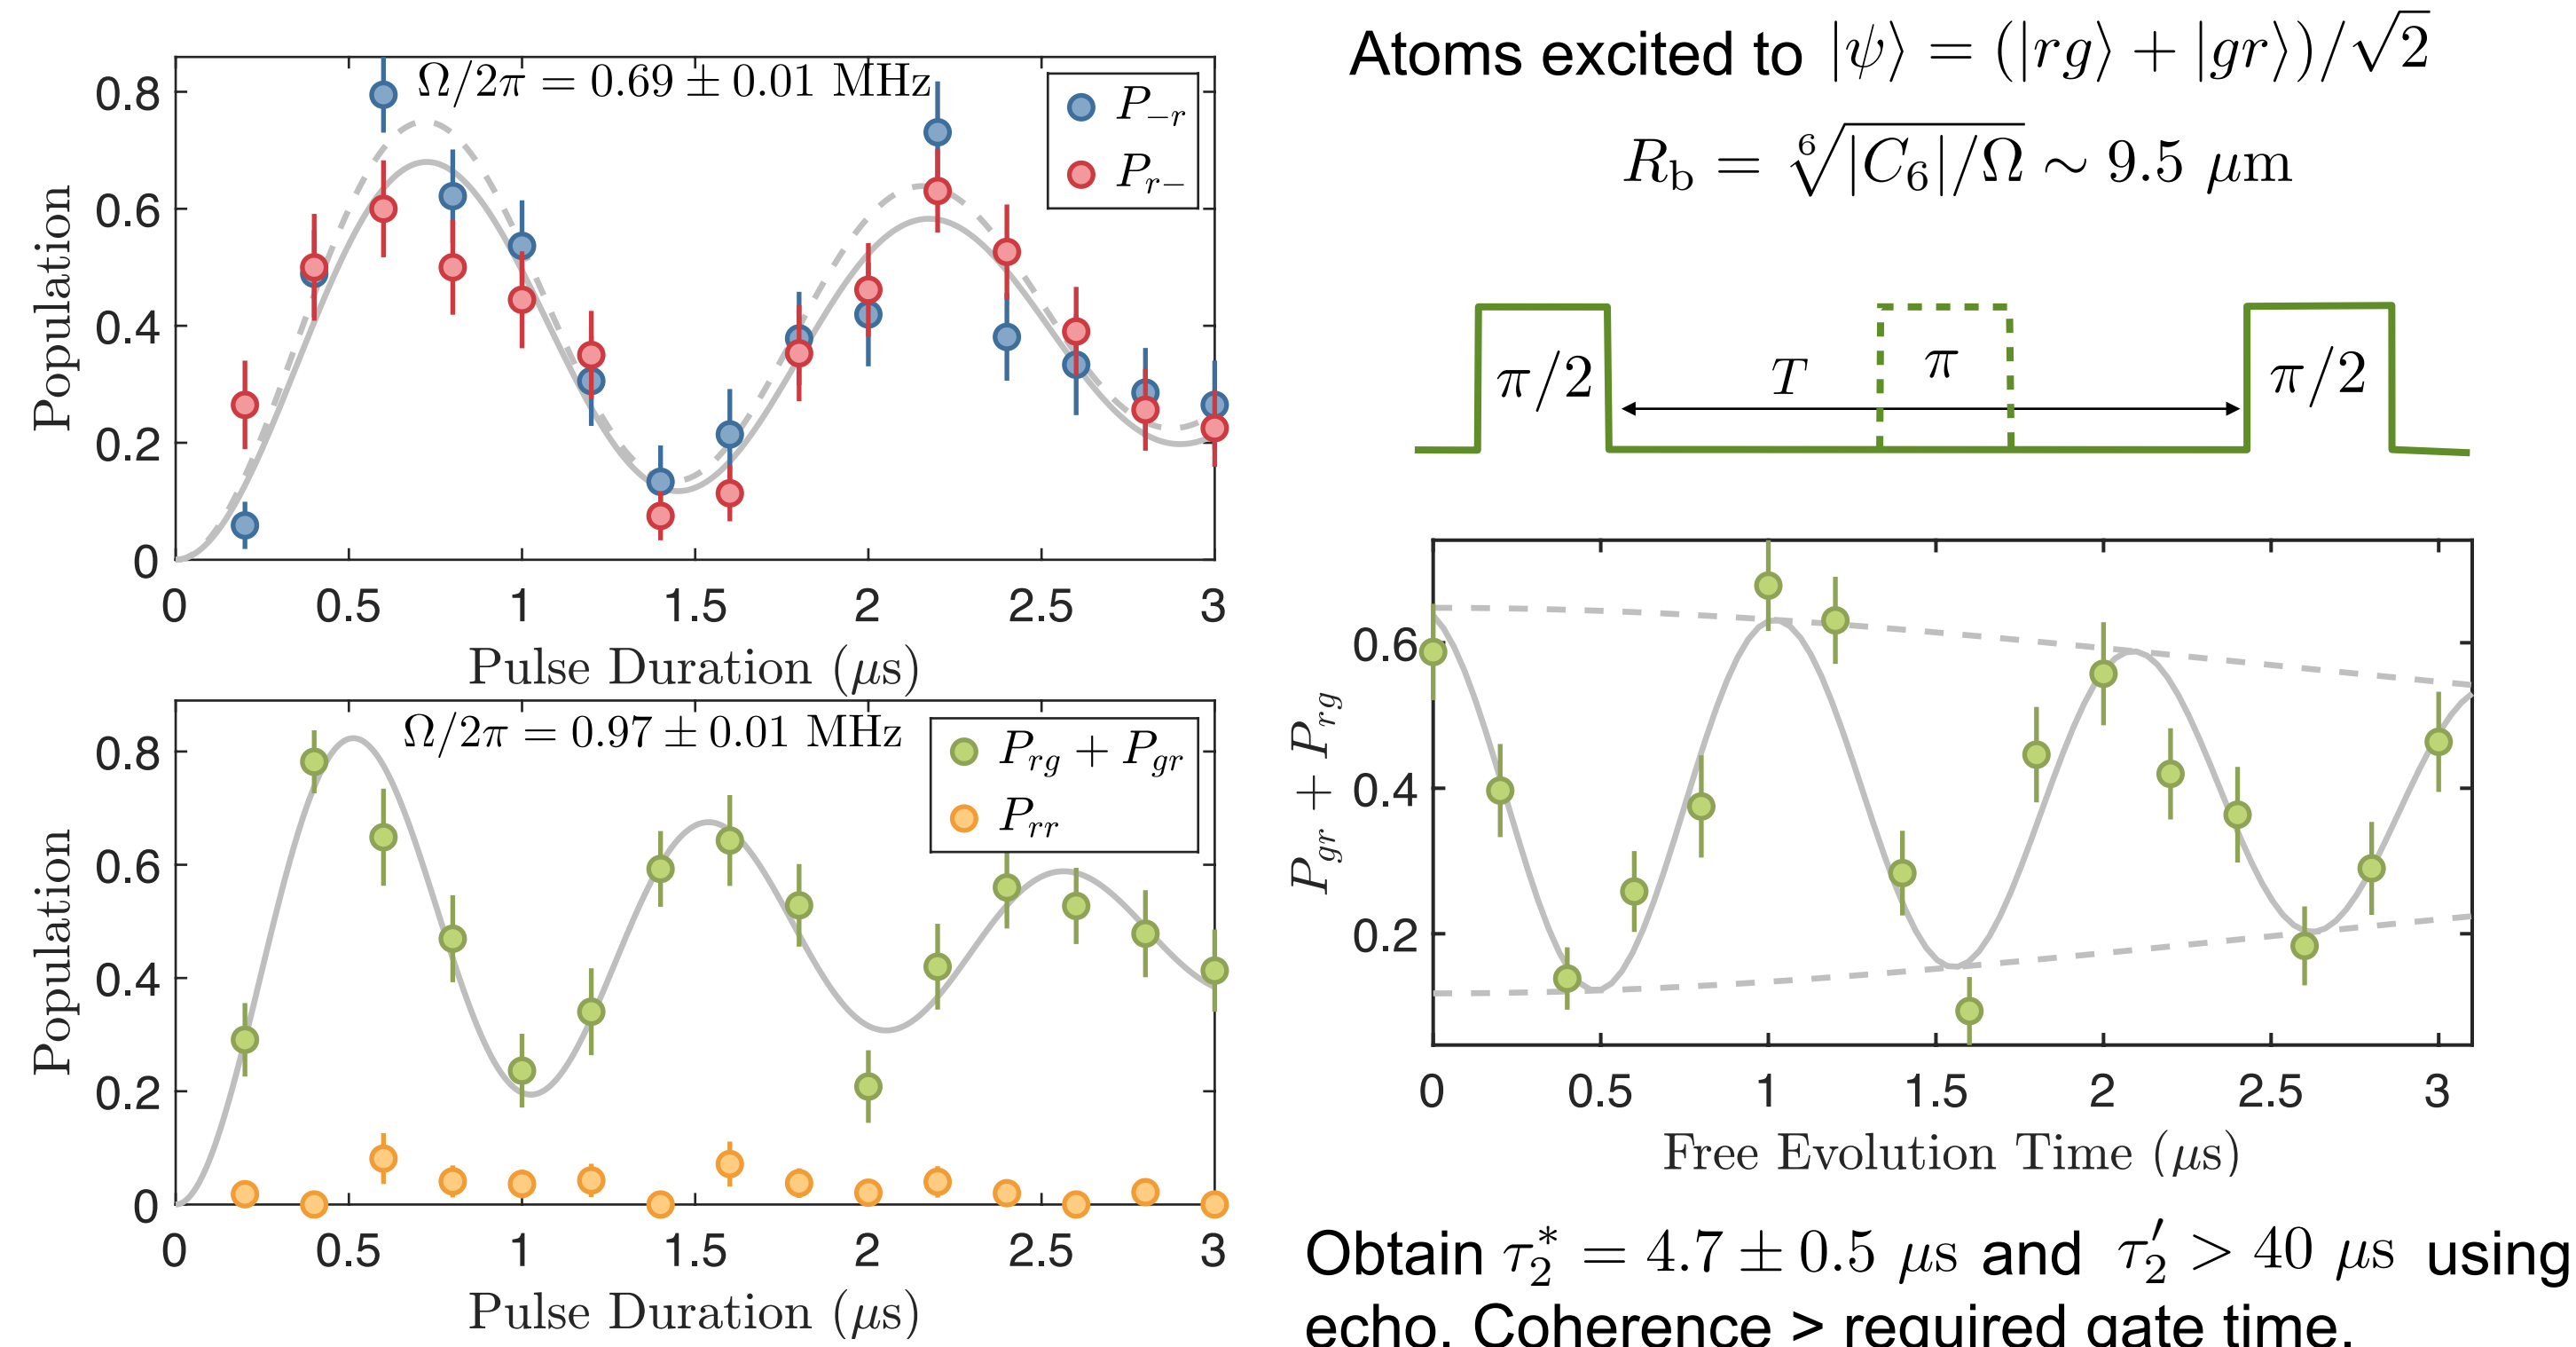 Ω/2π = 0.69 ± 0.01 MHz
P_{-r}
P_{r-}
Population
0.8
0.6
0.4
0.2
0
0 0.5 1 1.5 2 2.5 3
Pulse Duration (μs)
Ω/2π = 0.97 ± 0.01 MHz
P_{rg} + P_{gr}
P_{rr}
Population
0.8
0.6
0.4
0.2
0
0 0.5 1 1.5 2 2.5 3
Pulse Duration (μs)
Atoms excited to |ψ⟩ = (|rg⟩ + |gr⟩)/√2
R_b = ⁶√(|C_6|/Ω) ∼ 9.5 μm
π/2 T π π/2
P_{gr} + P_{rg}
0.6
0.4
0.2
0 0.5 1 1.5 2 2.5 3
Free Evolution Time (μs)
Obtain τ_2^* = 4.7 ± 0.5 μs and τ_2′ > 40 μs using
echo. Coherence > required gate time.